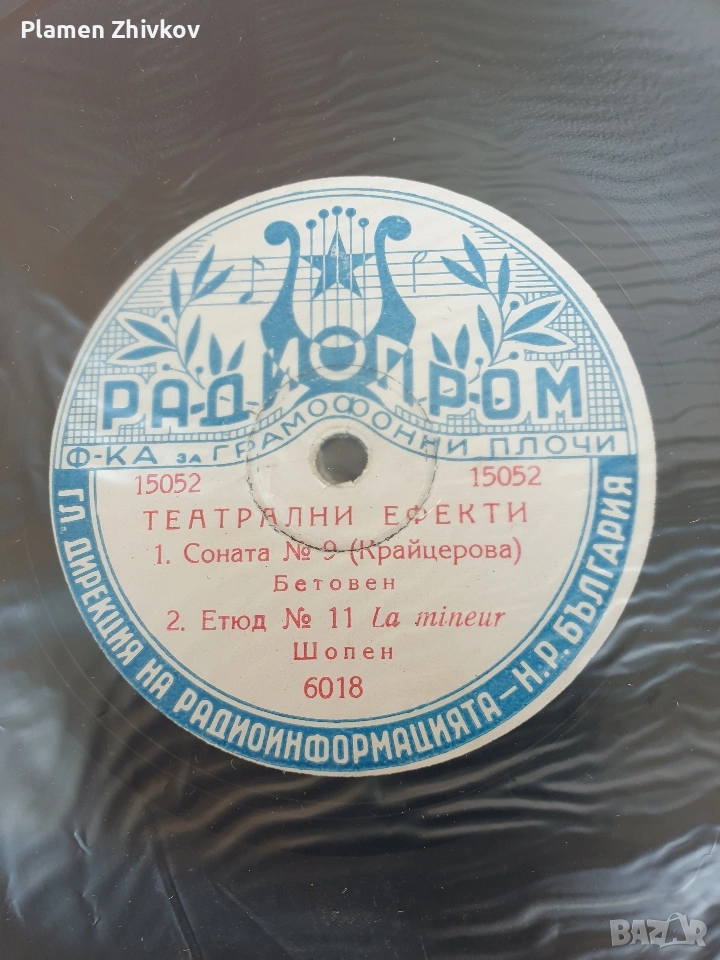 Plamen Zhivkov
РАДИОПРОМ
Ф-КА ЗА ГРАМОФОННИ ПЛОЧИ
15052 15052
ТЕАТРАЛНИ ЕФЕКТИ
1. Соната № 9 (Крайцерова)
Бетовен
2. Етюд № 11 La mineur
Шопен
6018
ГЛ. ДИРЕКЦИЯ НА РАДИОИНФОРМАЦИЯТА – Н.Р. БЪЛГАРИЯ
BAZAR